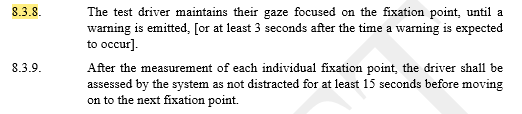 8.3.8. The test driver maintains their gaze focused on the fixation point, until a
warning is emitted, [or at least 3 seconds after the time a warning is expected
to occur].
8.3.9. After the measurement of each individual fixation point, the driver shall be
assessed by the system as not distracted for at least 15 seconds before moving
on to the next fixation point.